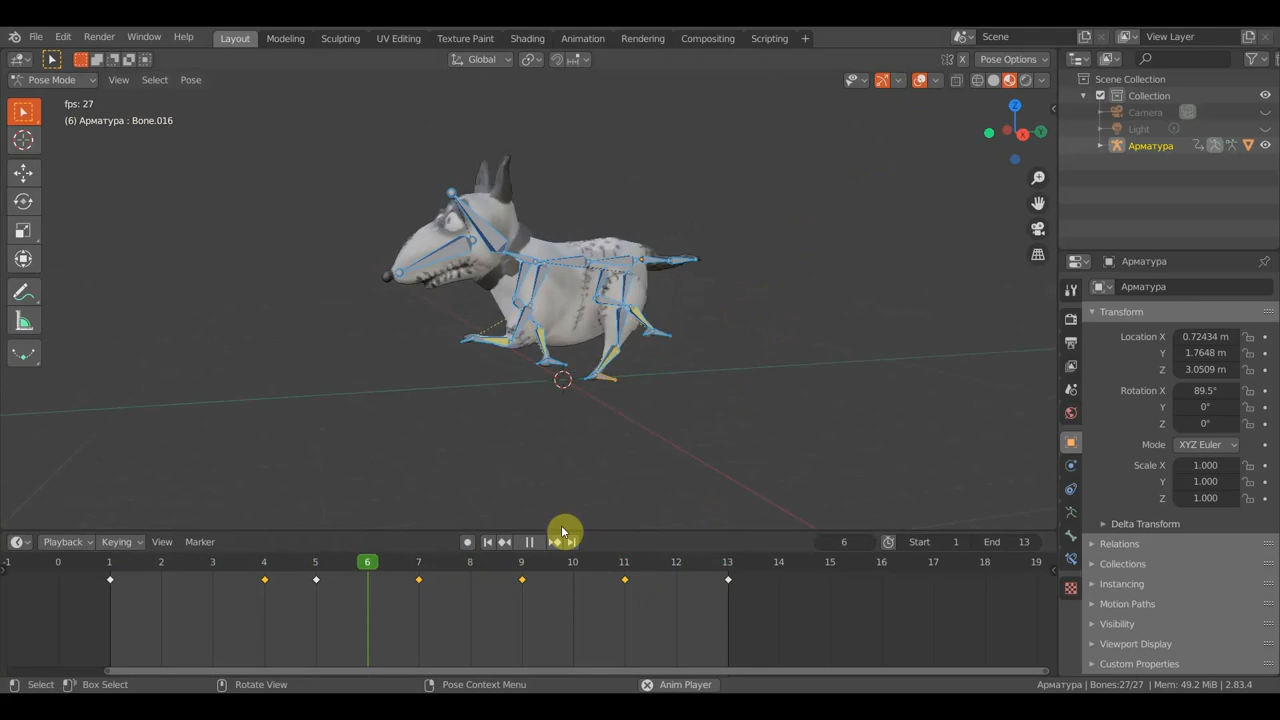 File Edit Render Window Help Layout Modeling Sculpting UV Editing Texture Paint Shading Animation Rendering Compositing Scripting + Scene View Layer
Global Pose Options
Pose Mode View Select Pose
Scene Collection
Collection
Camera
Light
Арматура
fps: 27
(6) Арматура : Bone.016
X
Y
Z
Арматура
Арматура
Transform
Location X 0.72434 m
Y 1.7648 m
Z 3.0509 m
Rotation X 89.5°
Y 0°
Z 0°
Mode XYZ Euler
Scale X 1.000
Y 1.000
Z 1.000
Delta Transform
Relations
Collections
Instancing
Motion Paths
Visibility
Viewport Display
Custom Properties
Playback Keying View Marker 6 Start 1 End 13
-1 0 1 2 3 4 5 6 7 8 9 10 11 12 13 14 15 16 17 18 19
Select Box Select Rotate View Pose Context Menu Anim Player Арматура | Bones:27/27 | Mem: 49.2 MiB | 2.83.4